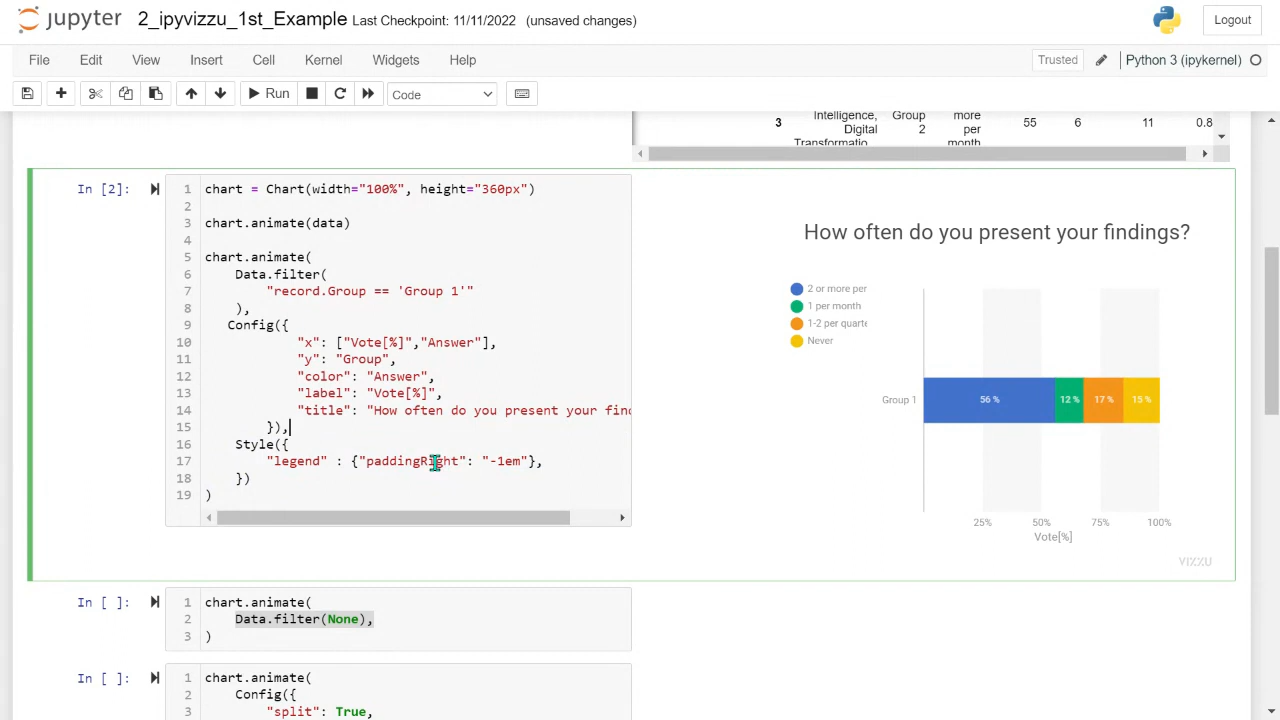 jupyter 2_ipyvizzu_1st_Example Last Checkpoint: 11/11/2022 (unsaved changes) Logout
File Edit View Insert Cell Kernel Widgets Help Trusted Python 3 (ipykernel)
Run Code
Intelligence, Group more
3 Digital 2 per 55 6 11 0.8
Transformatio... month
In [2]:
1 chart = Chart(width="100%", height="360px")
2
3 chart.animate(data)
4
5 chart.animate(
6 Data.filter(
7 "record.Group == 'Group 1'"
8 ),
9 Config({
10 "x": ["Vote[%]","Answer"],
11 "y": "Group",
12 "color": "Answer",
13 "label": "Vote[%]",
14 "title": "How often do you present your find
15 }),
16 Style({
17 "legend" : {"paddingRight": "-1em"},
18 })
19 )
How often do you present your findings?
2 or more per
1 per month
1-2 per quarte
Never
Group 1 56 % 12 % 17 % 15 %
25% 50% 75% 100%
Vote[%]
VIZZU
In [ ]:
1 chart.animate(
2 Data.filter(None),
3 )
In [ ]:
1 chart.animate(
2 Config({
3 "split": True,